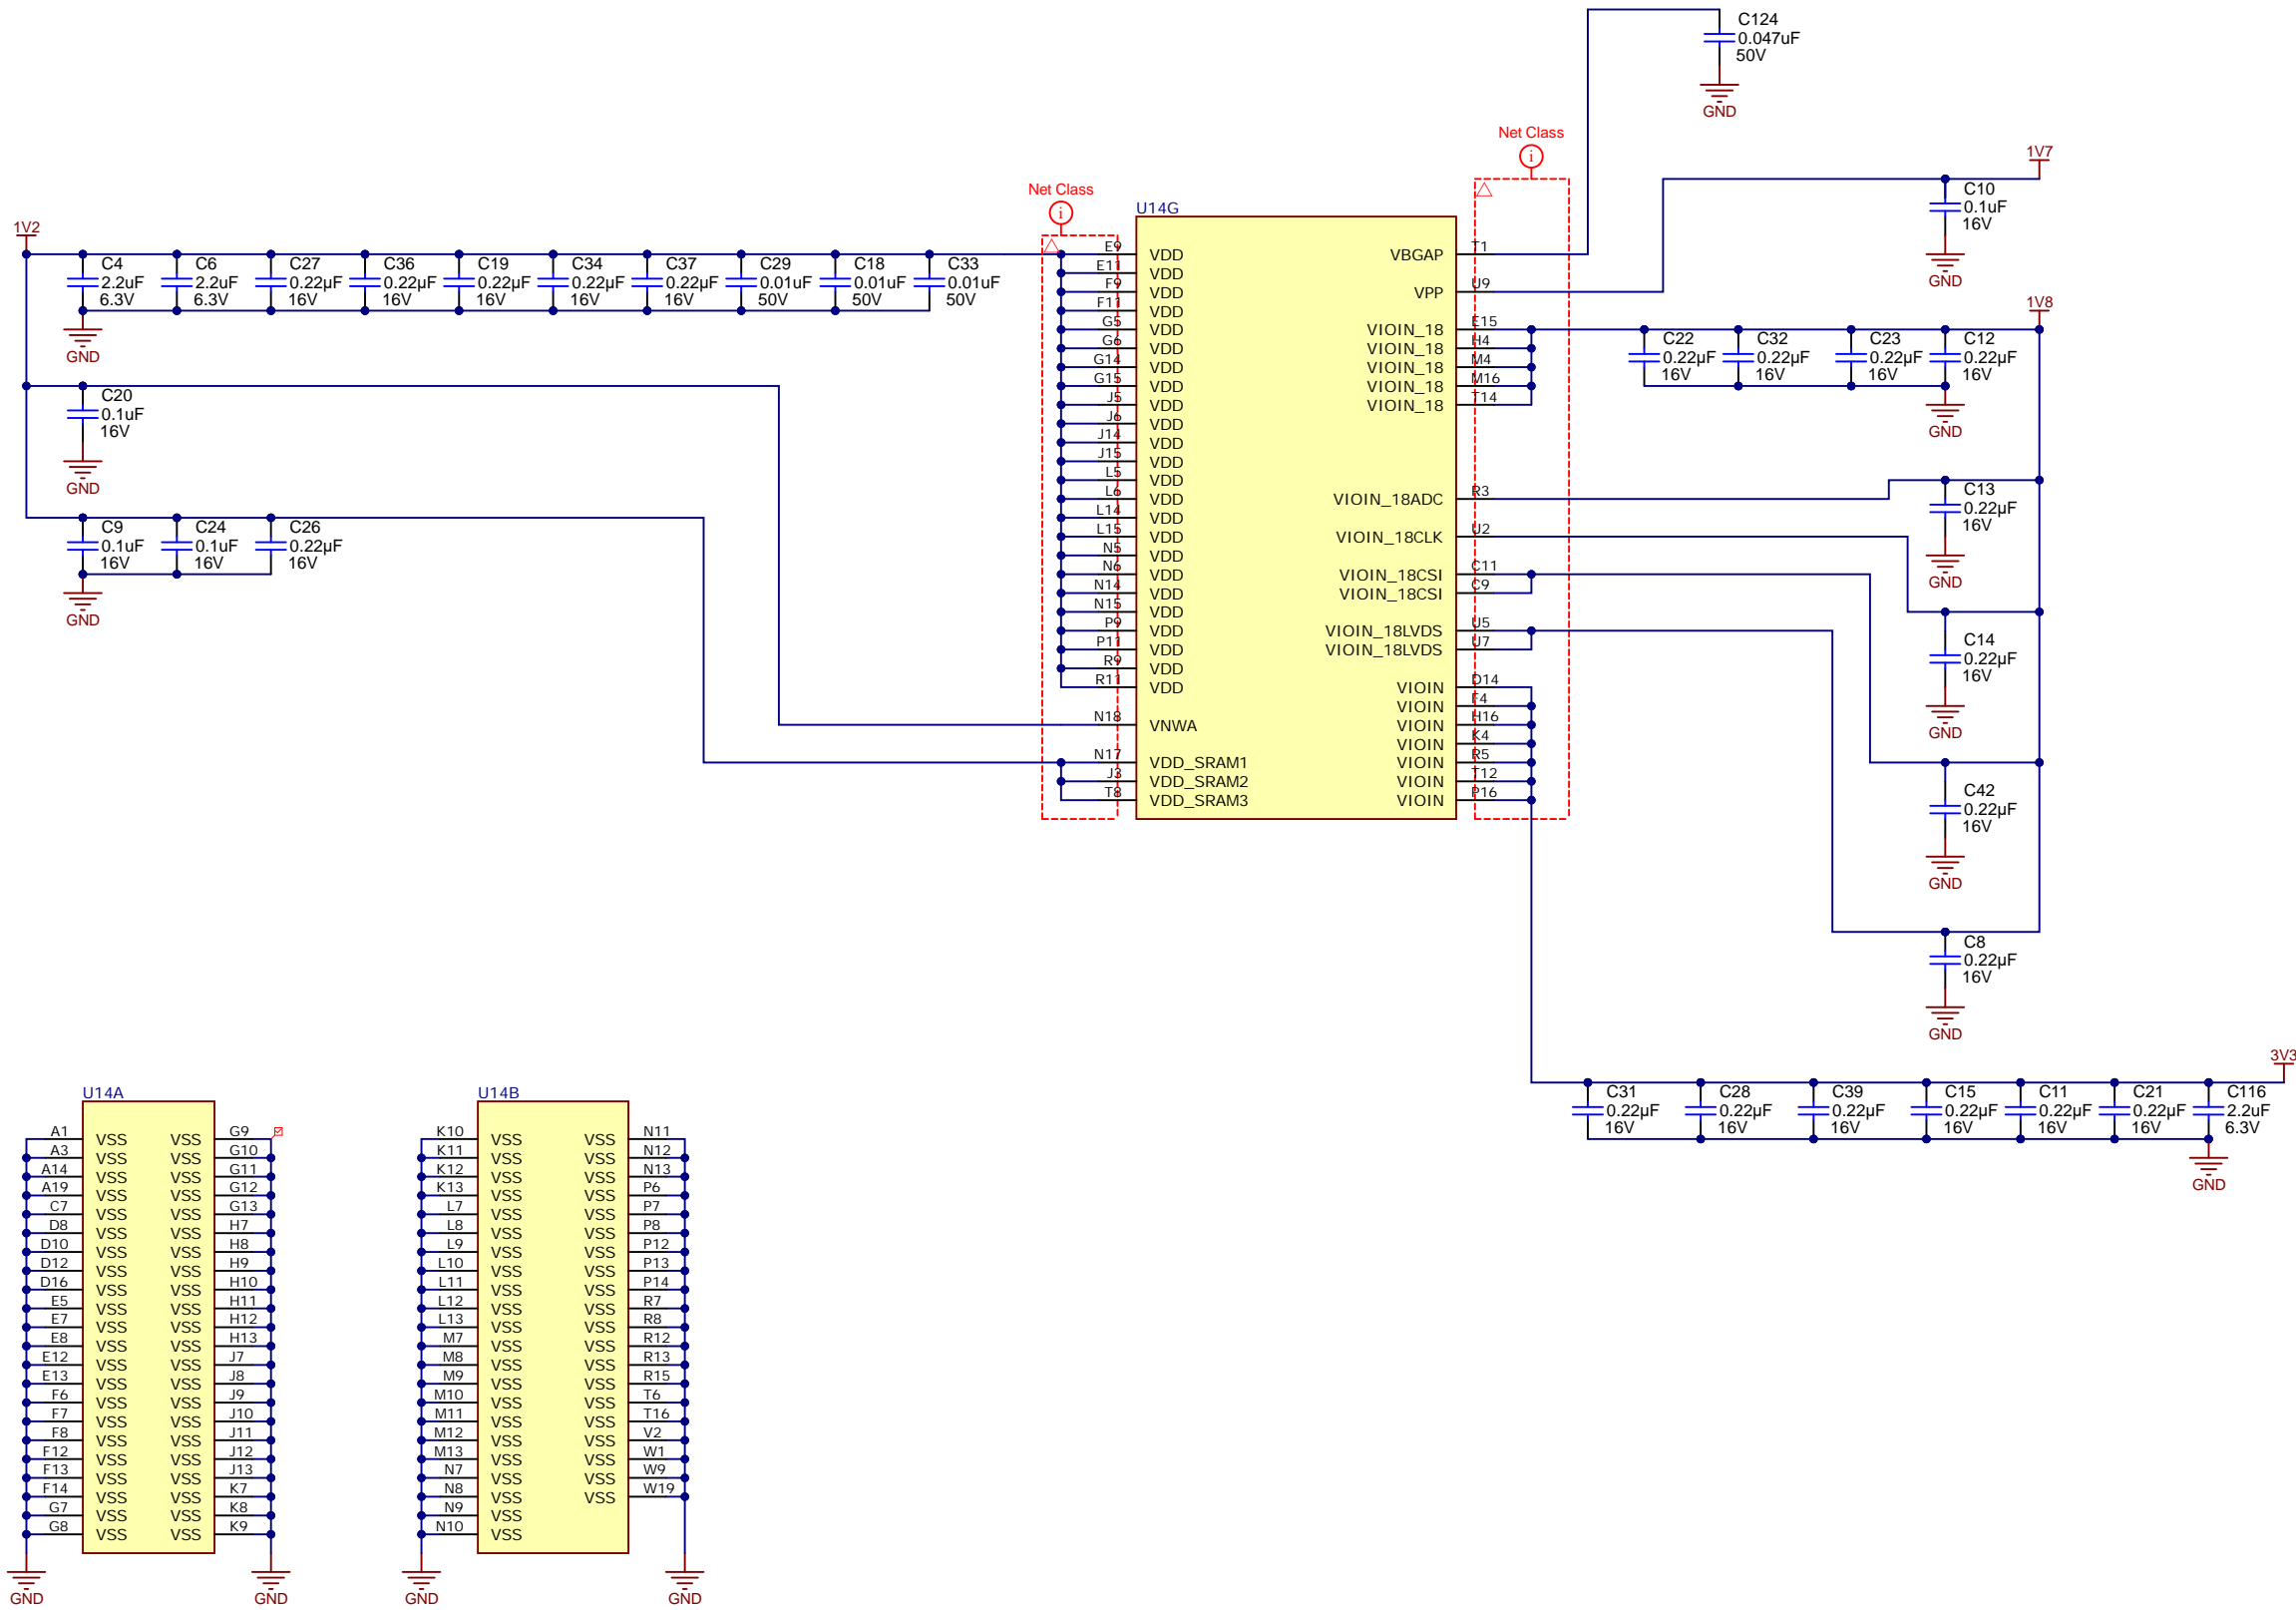 C124
0.047uF
50V
GND
Net Class
i
1V7
C10
0.1uF
16V
GND
Net Class
i
1V2
C4
2.2uF
6.3V
C6
2.2uF
6.3V
C27
0.22µF
16V
C36
0.22µF
16V
C19
0.22µF
16V
C34
0.22µF
16V
C37
0.22µF
16V
C29
0.01uF
50V
C18
0.01uF
50V
C33
0.01uF
50V
GND
C20
0.1uF
16V
GND
C9
0.1uF
16V
C24
0.1uF
16V
C26
0.22µF
16V
GND
U14G
E9 VDD
E11 VDD
F9 VDD
F11 VDD
G5 VDD
G6 VDD
G14 VDD
G15 VDD
J5 VDD
J6 VDD
J14 VDD
J15 VDD
L5 VDD
L6 VDD
L14 VDD
L15 VDD
N5 VDD
N6 VDD
N14 VDD
N15 VDD
P9 VDD
P11 VDD
R9 VDD
R11 VDD
N18 VNWA
N17 VDD_SRAM1
J3 VDD_SRAM2
T8 VDD_SRAM3
VBGAP T1
VPP U9
VIOIN_18 E15
VIOIN_18 H4
VIOIN_18 M4
VIOIN_18 M16
VIOIN_18 T14
VIOIN_18ADC R3
VIOIN_18CLK U2
VIOIN_18CSI C11
VIOIN_18CSI C9
VIOIN_18LVDS U5
VIOIN_18LVDS U7
VIOIN D14
VIOIN F4
VIOIN H16
VIOIN K4
VIOIN R5
VIOIN T12
VIOIN P16
1V8
C22
0.22µF
16V
C32
0.22µF
16V
C23
0.22µF
16V
C12
0.22µF
16V
GND
C13
0.22µF
16V
GND
C14
0.22µF
16V
GND
C42
0.22µF
16V
GND
C8
0.22µF
16V
GND
3V3
C31
0.22µF
16V
C28
0.22µF
16V
C39
0.22µF
16V
C15
0.22µF
16V
C11
0.22µF
16V
C21
0.22µF
16V
C116
2.2uF
6.3V
GND
U14A
A1 VSS VSS G9
A3 VSS VSS G10
A14 VSS VSS G11
A19 VSS VSS G12
C7 VSS VSS G13
D8 VSS VSS H7
D10 VSS VSS H8
D12 VSS VSS H9
D16 VSS VSS H10
E5 VSS VSS H11
E7 VSS VSS H12
E8 VSS VSS H13
E12 VSS VSS J7
E13 VSS VSS J8
F6 VSS VSS J9
F7 VSS VSS J10
F8 VSS VSS J11
F12 VSS VSS J12
F13 VSS VSS J13
F14 VSS VSS K7
G7 VSS VSS K8
G8 VSS VSS K9
GND GND
U14B
K10 VSS VSS N11
K11 VSS VSS N12
K12 VSS VSS N13
K13 VSS VSS P6
L7 VSS VSS P7
L8 VSS VSS P8
L9 VSS VSS P12
L10 VSS VSS P13
L11 VSS VSS P14
L12 VSS VSS R7
L13 VSS VSS R8
M7 VSS VSS R12
M8 VSS VSS R13
M9 VSS VSS R15
M10 VSS VSS T6
M11 VSS VSS T16
M12 VSS VSS V2
M13 VSS VSS W1
N7 VSS VSS W9
N8 VSS VSS W19
N9 VSS
N10 VSS
GND GND